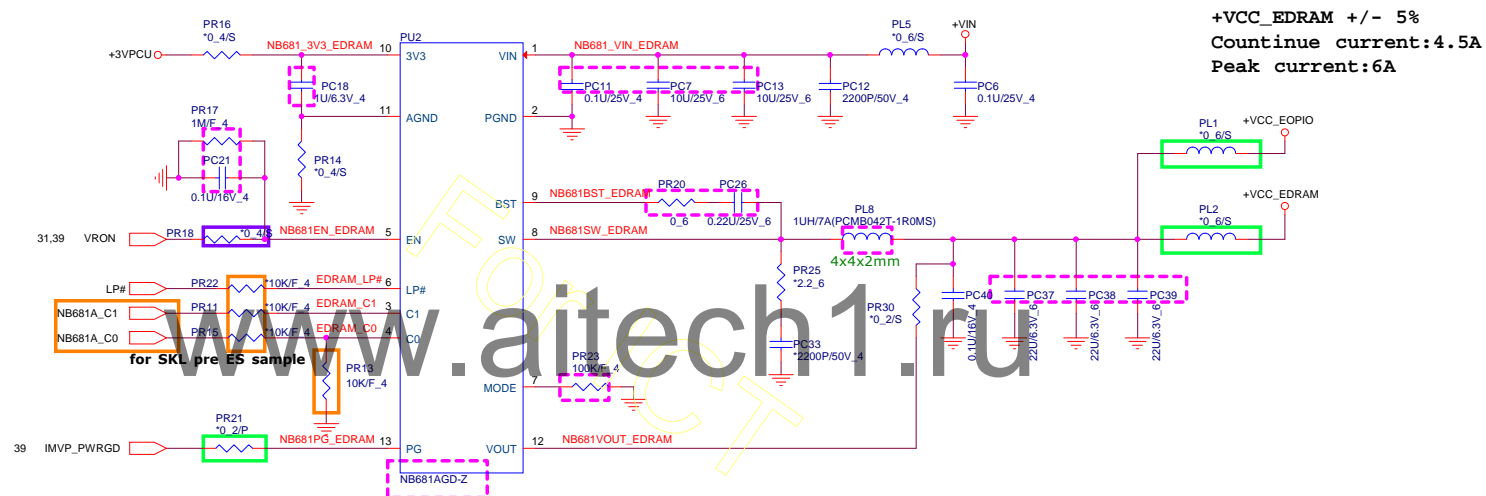 +VCC_EDRAM +/- 5%
Countinue current:4.5A
Peak current:6A
PR16
*0_4/S
+3VPCU
NB681_3V3_EDRAM
10
PU2
3V3
VIN
1
NB681_VIN_EDRAM
PL5
*0_6/S
+VIN
PC18
1U/6.3V_4
PC11
0.1U/25V_4
PC7
10U/25V_6
PC13
10U/25V_6
PC12
2200P/50V_4
PC6
0.1U/25V_4
PR17
1M/F_4
11
AGND
PGND
2
PC21
0.1U/16V_4
PR14
*0_4/S
PL1
*0_6/S
+VCC_EOPIO
BST
9
NB681BST_EDRAM
PR20
0_6
PC26
0.22U/25V_6
PL8
1UH/7A(PCMB042T-1R0MS)
4x4x2mm
PL2
*0_6/S
+VCC_EDRAM
31,39
VRON
PR18
*0_4/S
NB681EN_EDRAM
5
EN
SW
8
NB681SW_EDRAM
LP#
PR22
*10K/F_4
EDRAM_LP#
6
LP#
NB681A_C1
PR11
*10K/F_4
EDRAM_C1
3
C1
NB681A_C0
PR15
*10K/F_4
EDRAM_C0
4
C0
for SKL pre ES sample
PR13
10K/F_4
PR25
*2.2_6
PC33
*2200P/50V_4
PR30
*0_2/S
PC40
0.1U/16V_4
PC37
22U/6.3V_6
PC38
22U/6.3V_6
PC39
22U/6.3V_6
PR23
100K/F_4
MODE
7
39
IMVP_PWRGD
PR21
*0_2/P
NB681PG_EDRAM
13
PG
VOUT
12
NB681VOUT_EDRAM
NB681AGD-Z
www.aitech1.ru